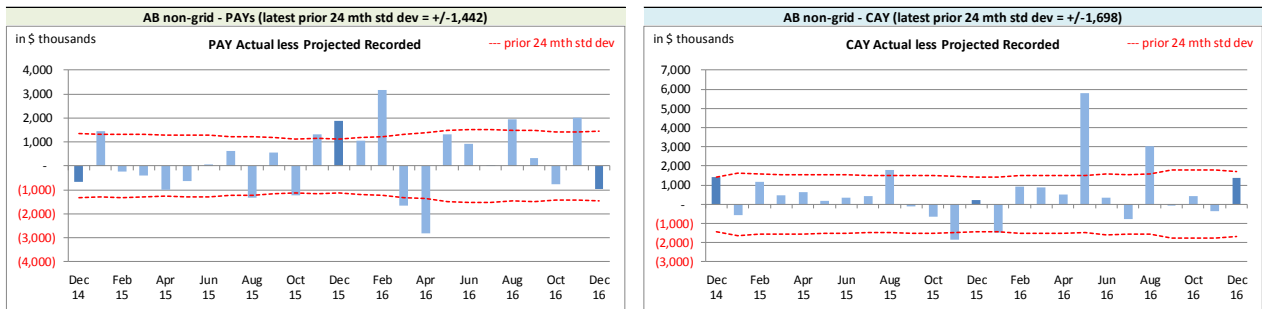 AB non-grid - PAYs (latest prior 24 mth std dev = +/-1,442)
in $ thousands
PAY Actual less Projected Recorded
--- prior 24 mth std dev
4,000
3,000
2,000
1,000
-
(1,000)
(2,000)
(3,000)
(4,000)
Dec Feb Apr Jun Aug Oct Dec Feb Apr Jun Aug Oct Dec
14 15 15 15 15 15 15 16 16 16 16 16 16
AB non-grid - CAY (latest prior 24 mth std dev = +/-1,698)
in $ thousands
CAY Actual less Projected Recorded
--- prior 24 mth std dev
7,000
6,000
5,000
4,000
3,000
2,000
1,000
-
(1,000)
(2,000)
(3,000)
Dec Feb Apr Jun Aug Oct Dec Feb Apr Jun Aug Oct Dec
14 15 15 15 15 15 15 16 16 16 16 16 16